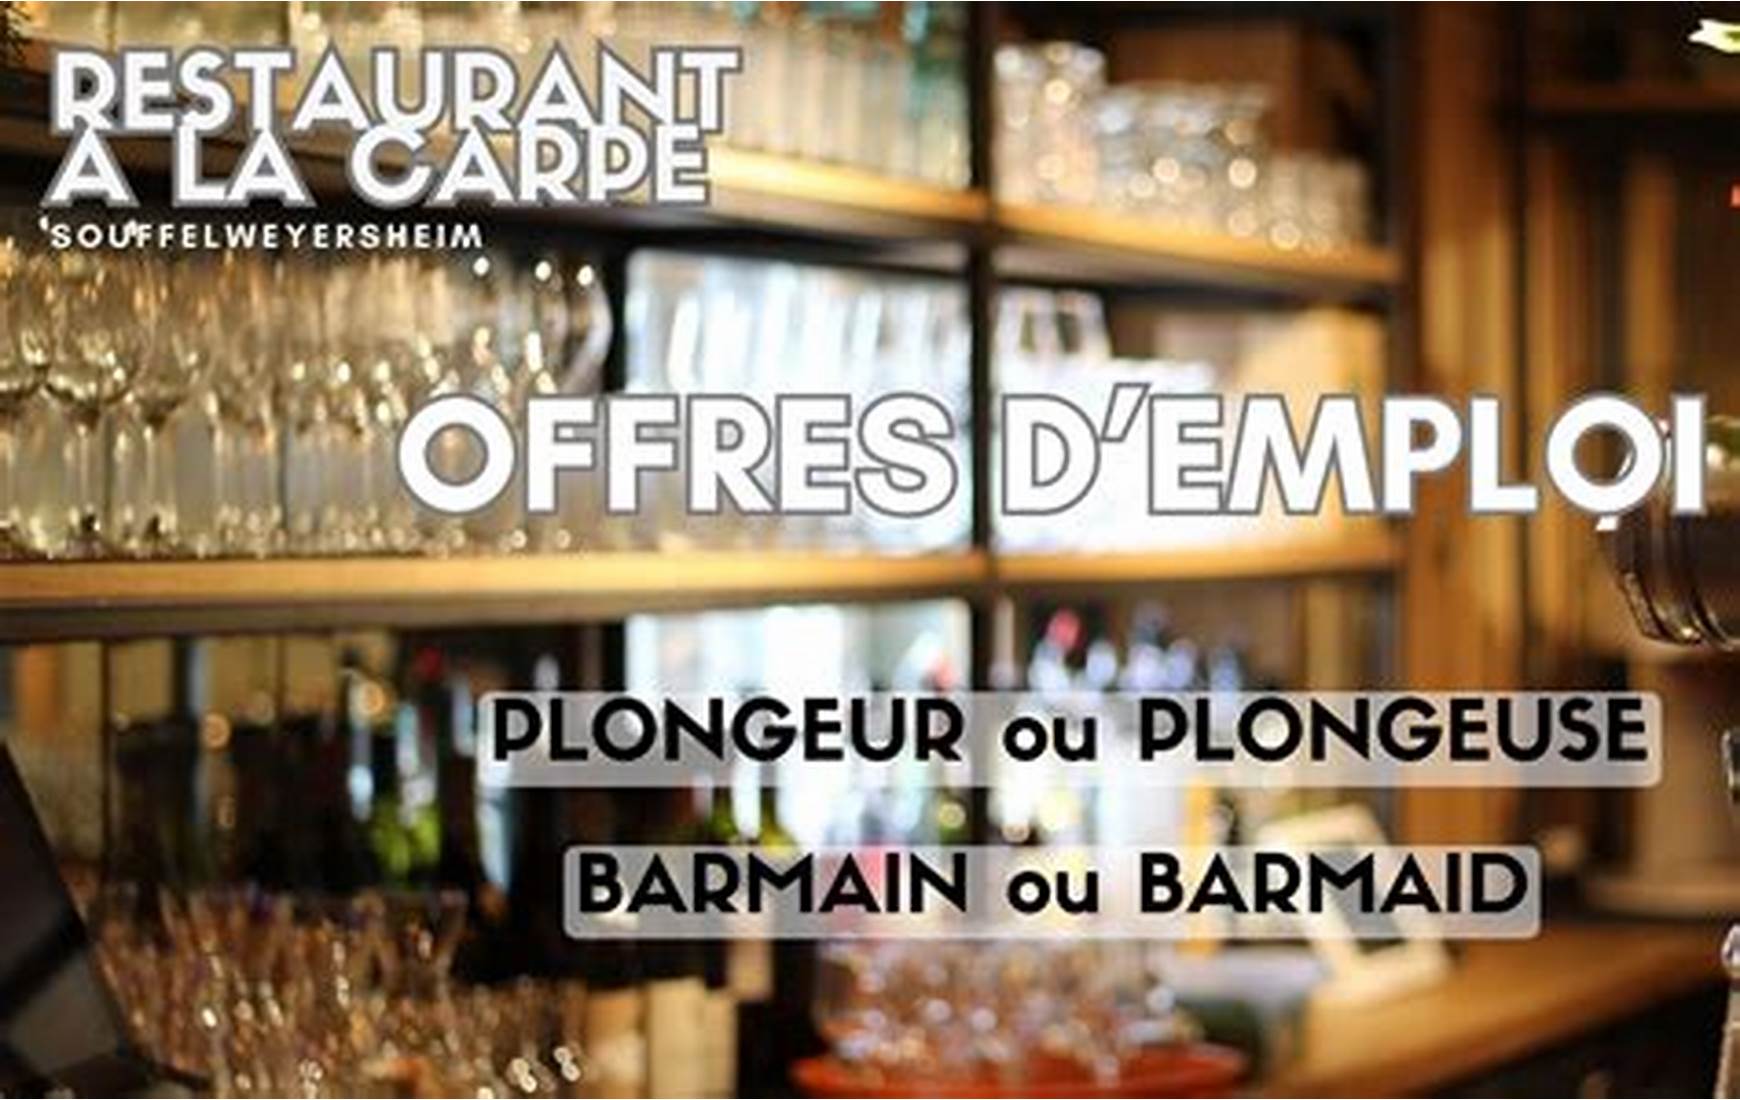 RESTAURANT
A LA CARPE
SOUFFELWEYERSHEIM
OFFRES D'EMPLOI
PLONGEUR ou PLONGEUSE
BARMAIN ou BARMAID